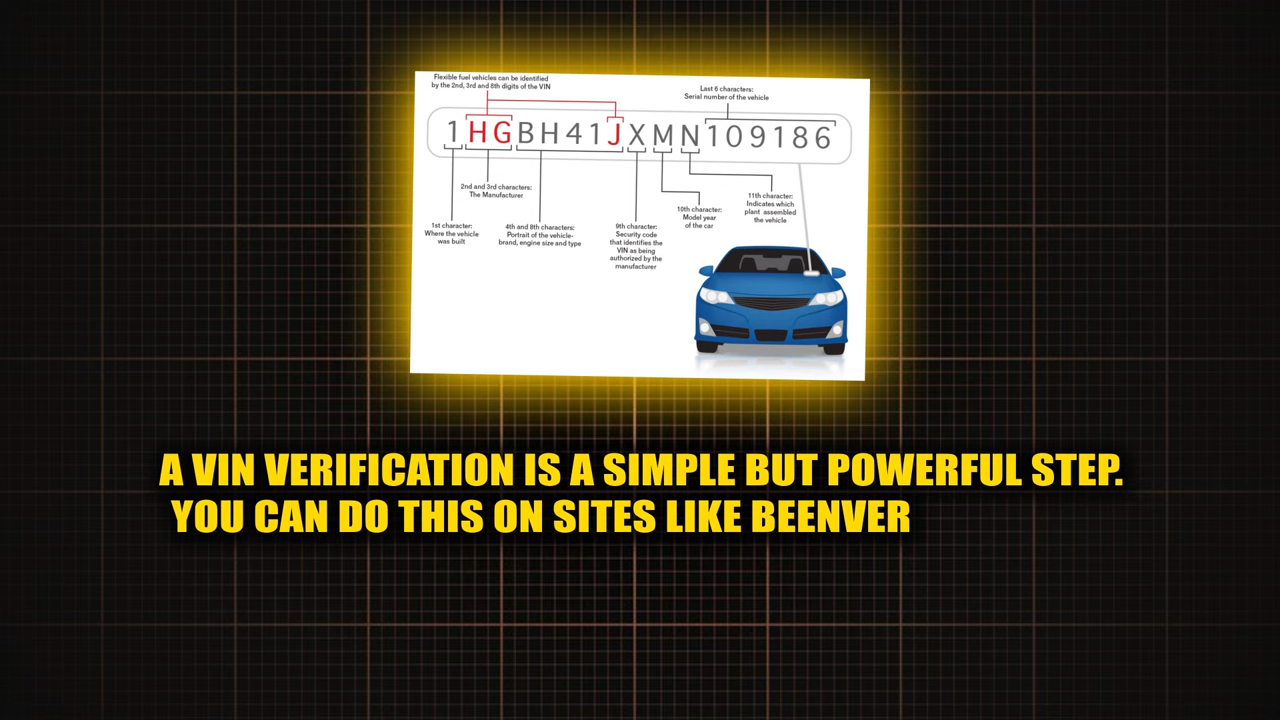 Flexible fuel vehicles can be identified
by the 2nd, 3rd and 8th digits of the VIN
Last 6 characters:
Serial number of the vehicle
1HGBH41JXMN109186
2nd and 3rd characters:
The Manufacturer
1st character:
Where the vehicle
was built
4th and 8th characters:
Portrait of the vehicle-
brand, engine size and type
9th character:
Security code
that identifies the
VIN as being
authorized by the
manufacturer
10th character:
Model year
of the car
11th character:
Indicates which
plant assembled
the vehicle
A VIN VERIFICATION IS A SIMPLE BUT POWERFUL STEP.
YOU CAN DO THIS ON SITES LIKE BEENVER